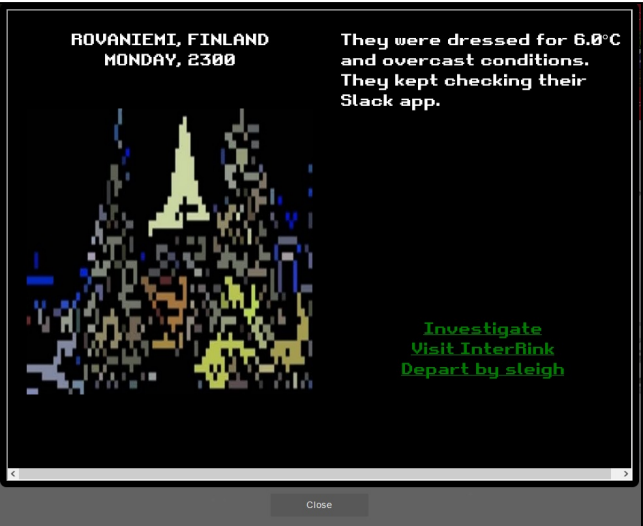 ROVANIEMI, FINLAND
MONDAY, 2300
They were dressed for 6.0°C
and overcast conditions.
They kept checking their
Slack app.
Investigate
Visit InterRink
Depart by sleigh
Close